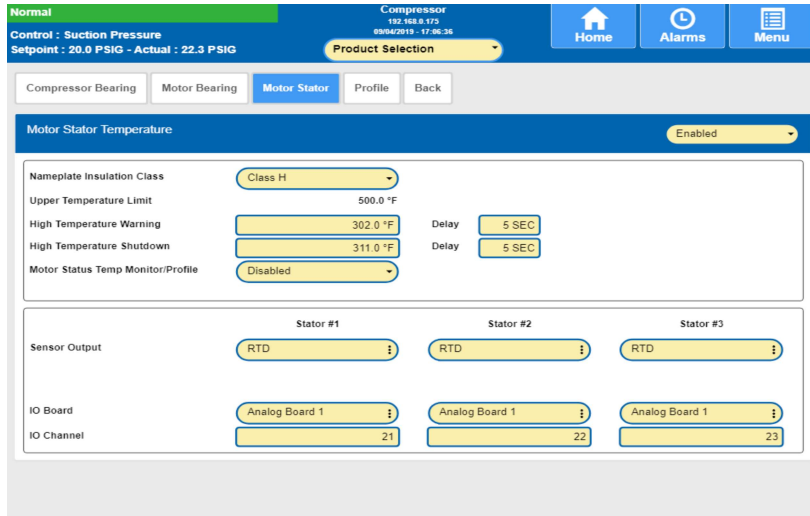 Normal
Compressor
192.168.0.175
09/04/2019 - 17:06:36
Control : Suction Pressure
Setpoint : 20.0 PSIG - Actual : 22.3 PSIG
Product Selection
Home
Alarms
Menu
Compressor Bearing
Motor Bearing
Motor Stator
Profile
Back
Motor Stator Temperature
Enabled
Nameplate Insulation Class
Class H
Upper Temperature Limit
500.0 °F
High Temperature Warning
302.0 °F
Delay
5 SEC
High Temperature Shutdown
311.0 °F
Delay
5 SEC
Motor Status Temp Monitor/Profile
Disabled
Stator #1
Stator #2
Stator #3
Sensor Output
RTD
RTD
RTD
IO Board
Analog Board 1
Analog Board 1
Analog Board 1
IO Channel
21
22
23